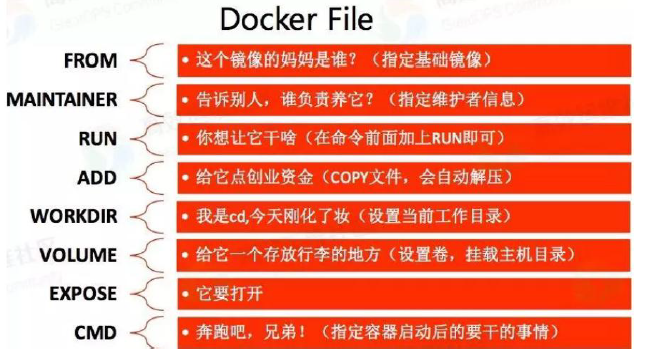 Docker File
FROM • 这个镜像的妈妈是谁？（指定基础镜像）
MAINTAINER • 告诉别人，谁负责养它？（指定维护者信息）
RUN • 你想让它干啥（在命令前面加上RUN即可）
ADD • 给它点创业资金（COPY文件，会自动解压）
WORKDIR • 我是cd,今天刚化了妆（设置当前工作目录）
VOLUME • 给它一个存放行李的地方（设置卷，挂载主机目录）
EXPOSE • 它要打开
CMD • 奔跑吧，兄弟！（指定容器启动后的要干的事情）